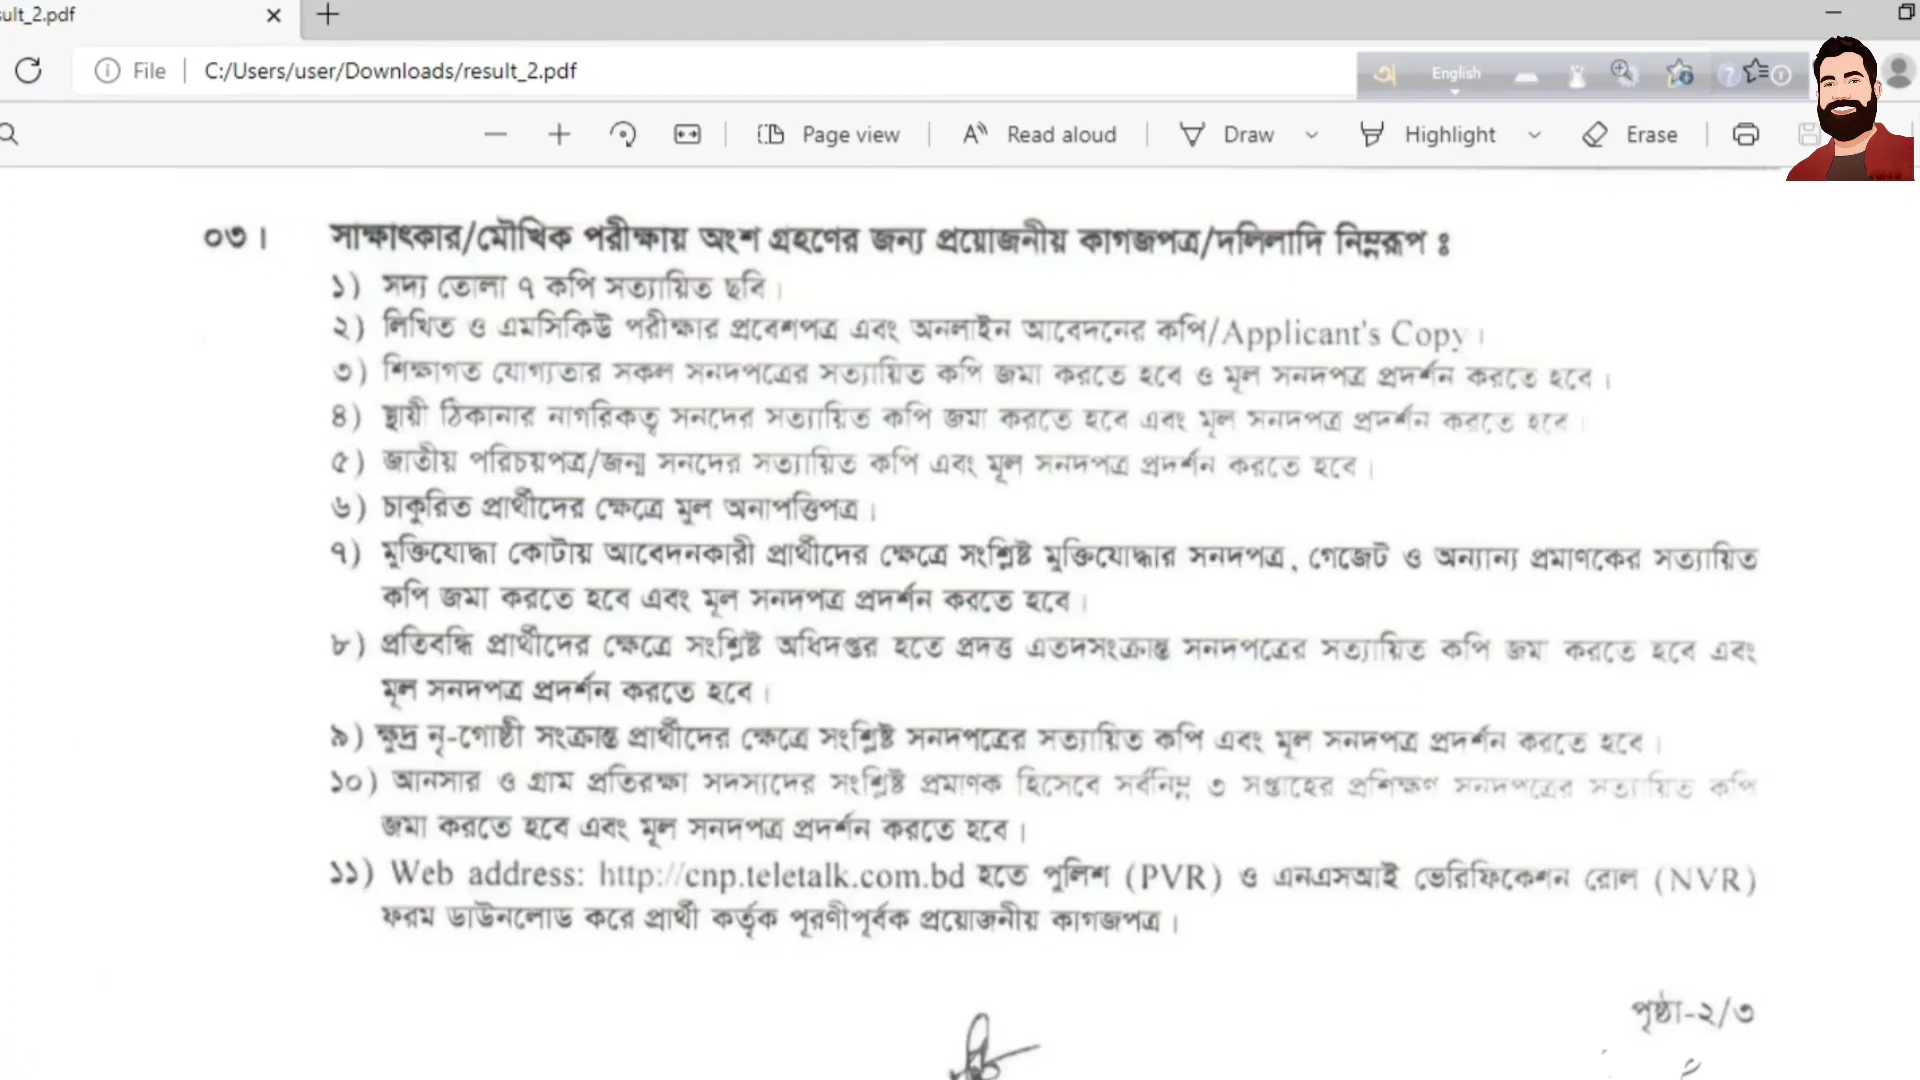 ult_2.pdf
File
C:/Users/user/Downloads/result_2.pdf
English
Page view
Read aloud
Draw
Highlight
Erase
০৩। সাক্ষাৎকার/মৌখিক পরীক্ষায় অংশ গ্রহণের জন্য প্রয়োজনীয় কাগজপত্র/দলিলাদি নিম্নরূপ ঃ
১) সদ্য তোলা ৭ কপি সত্যায়িত ছবি।
২) লিখিত ও এমসিকিউ পরীক্ষার প্রবেশপত্র এবং অনলাইন আবেদনের কপি/Applicant's Copy।
৩) শিক্ষাগত যোগ্যতার সকল সনদপত্রের সত্যায়িত কপি জমা করতে হবে ও মূল সনদপত্র প্রদর্শন করতে হবে।
৪) স্থায়ী ঠিকানার নাগরিকত্ব সনদের সত্যায়িত কপি জমা করতে হবে এবং মূল সনদপত্র প্রদর্শন করতে হবে।
৫) জাতীয় পরিচয়পত্র/জন্ম সনদের সত্যায়িত কপি এবং মূল সনদপত্র প্রদর্শন করতে হবে।
৬) চাকুরিত প্রার্থীদের ক্ষেত্রে মূল অনাপত্তিপত্র।
৭) মুক্তিযোদ্ধা কোটায় আবেদনকারী প্রার্থীদের ক্ষেত্রে সংশ্লিষ্ট মুক্তিযোদ্ধার সনদপত্র, গেজেট ও অন্যান্য প্রমাণকের সত্যায়িত
কপি জমা করতে হবে এবং মূল সনদপত্র প্রদর্শন করতে হবে।
৮) প্রতিবন্ধি প্রার্থীদের ক্ষেত্রে সংশ্লিষ্ট অধিদপ্তর হতে প্রদত্ত এতদসংক্রান্ত সনদপত্রের সত্যায়িত কপি জমা করতে হবে এবং
মূল সনদপত্র প্রদর্শন করতে হবে।
৯) ক্ষুদ্র নৃ-গোষ্ঠী সংক্রান্ত প্রার্থীদের ক্ষেত্রে সংশ্লিষ্ট সনদপত্রের সত্যায়িত কপি এবং মূল সনদপত্র প্রদর্শন করতে হবে।
১০) আনসার ও গ্রাম প্রতিরক্ষা সদস্যদের সংশ্লিষ্ট প্রমাণক হিসেবে সর্বনিম্ন ৩ সপ্তাহের প্রশিক্ষণ সনদপত্রের সত্যায়িত কপি
জমা করতে হবে এবং মূল সনদপত্র প্রদর্শন করতে হবে।
১১) Web address: http://cnp.teletalk.com.bd হতে পুলিশ (PVR) ও এনএসআই ভেরিফিকেশন রোল (NVR)
ফরম ডাউনলোড করে প্রার্থী কর্তৃক পূরণীপূর্বক প্রয়োজনীয় কাগজপত্র।
পৃষ্ঠা-২/৩